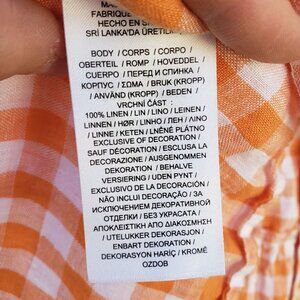 FABRIQUÉ
HECHO EN S
SRİ LANKA'DA ÜRETİL
BODY / CORPS / CORPO /
OBERTEIL / ROMP / HOVEDDEL /
CUERPO / ПЕРЕД И СПИНКА /
КОРПУС / ΣΩΜΑ / BRUK (KROPP)
/ ANVÄND (KROPP) / BEDEN /
VRCHNÍ ČÁST :
100% LINEN / LIN / LINO / LEINEN /
LINNEN / HØR / LINHO / ЛЕН / ΛΙΝΟ
/ LINNE / KETEN / LNĚNÉ PLÁTNO
EXCLUSIVE OF DECORATION /
SAUF DÉCORATION / ESCLUSA LA
DECORAZIONE / AUSGENOMMEN
DEKORATION / BEHALVE
VERSIERING / UDEN PYNT /
EXCLUSIVO DE LA DECORACIÓN /
NÃO INCLUI DECORAÇÃO / ЗА
ИСКЛЮЧЕНИЕМ ДЕКОРАТИВНОЙ
ОТДЕЛКИ / БЕЗ УКРАСАТА /
ΑΠΟΚΛΕΙΣΤΙΚΗ ΑΠΟ ΔΙΑΚΟΣΜΗΣΗ
/ UTELUKKER DEKORASJON /
ENBART DEKORATION /
DEKORASYON HARİÇ / KROMĚ
OZDOB